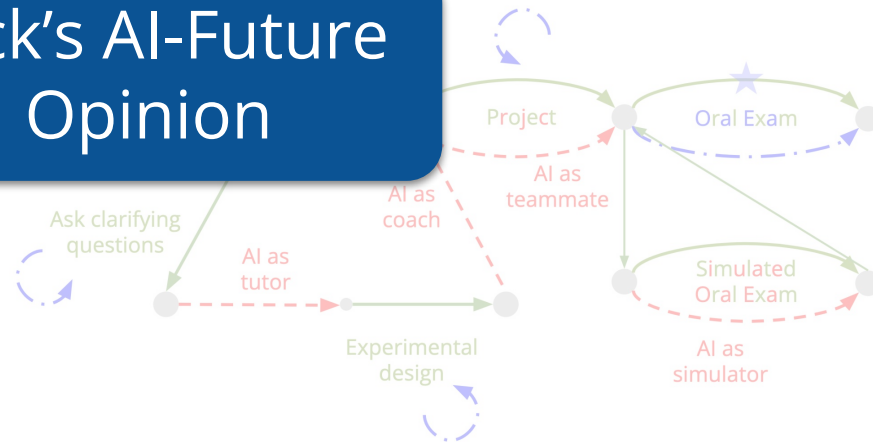 ck's AI-Future
Opinion
Project
Oral Exam
AI as
teammate
AI as
coach
Ask clarifying
questions
AI as
tutor
Simulated
Oral Exam
Experimental
design
AI as
simulator